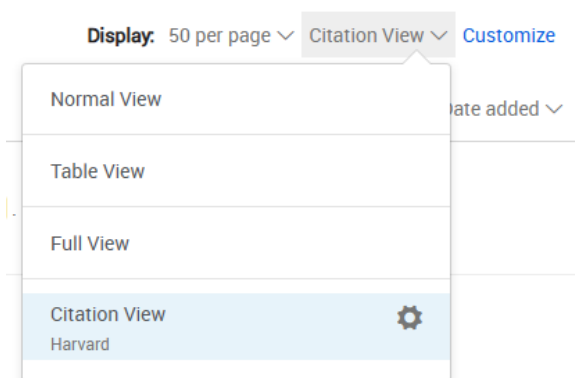 Display: 50 per page Citation View Customize
Normal View
ate added
Table View
Full View
Citation View
Harvard